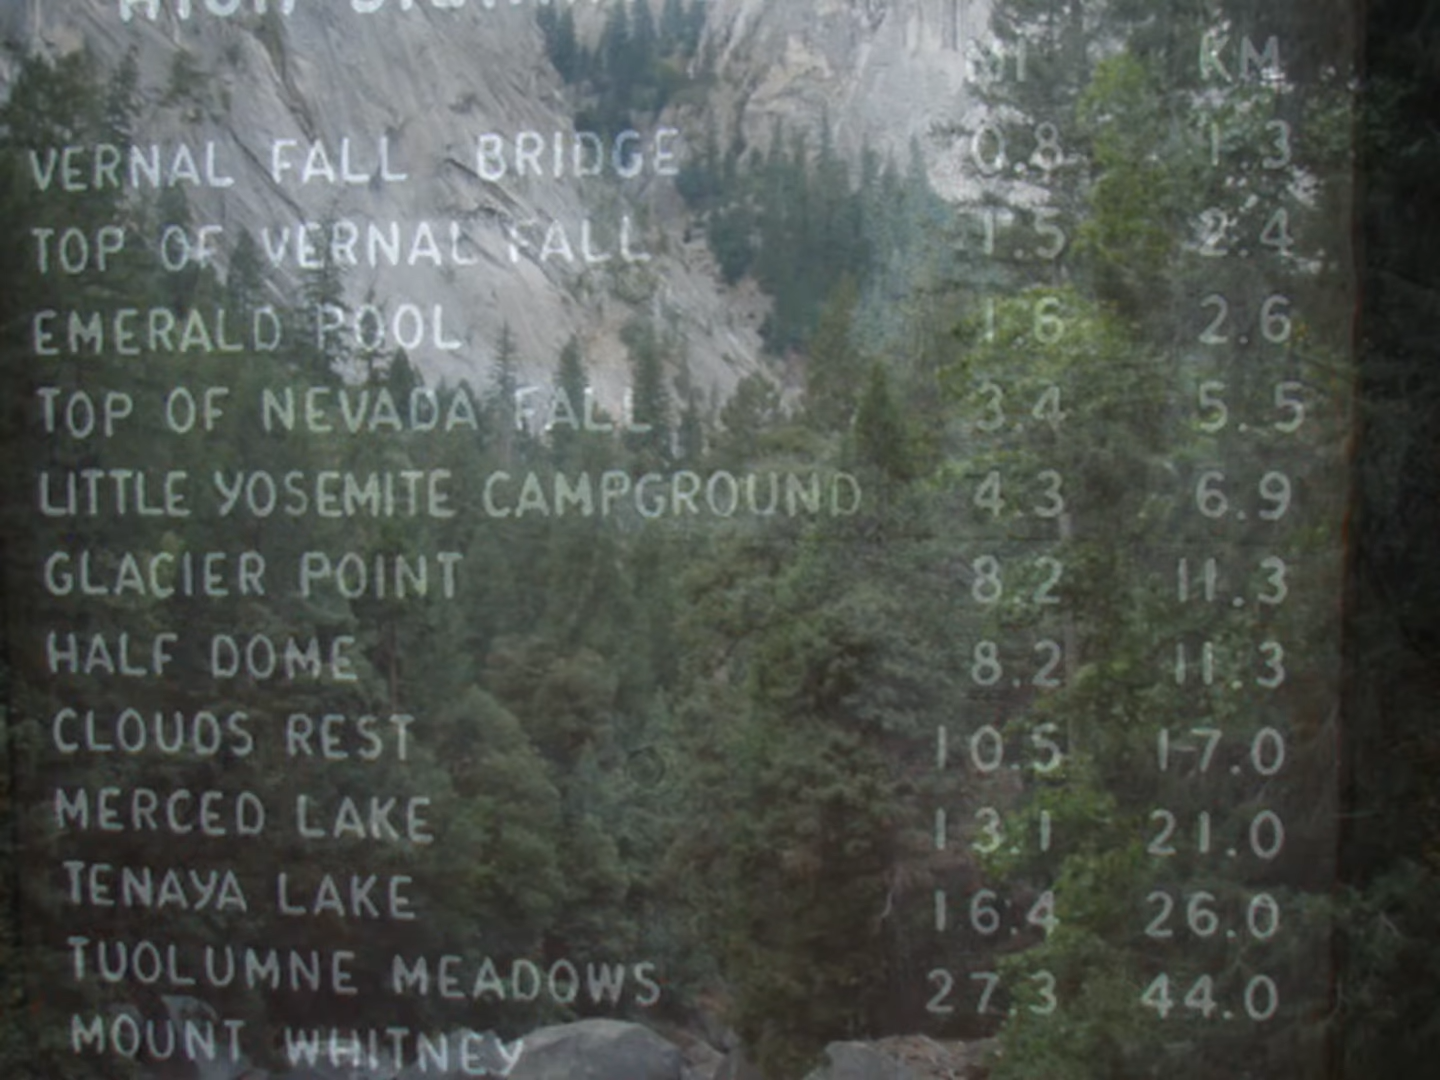 HIGH SIERRA
MI KM
VERNAL FALL BRIDGE 0.8 1.3
TOP OF VERNAL FALL 1.5 2.4
EMERALD POOL 1.6 2.6
TOP OF NEVADA FALL 3.4 5.5
LITTLE YOSEMITE CAMPGROUND 4.3 6.9
GLACIER POINT 8.2 11.3
HALF DOME 8.2 11.3
CLOUDS REST 10.5 17.0
MERCED LAKE 13.1 21.0
TENAYA LAKE 16.4 26.0
TUOLUMNE MEADOWS 27.3 44.0
MOUNT WHITNEY